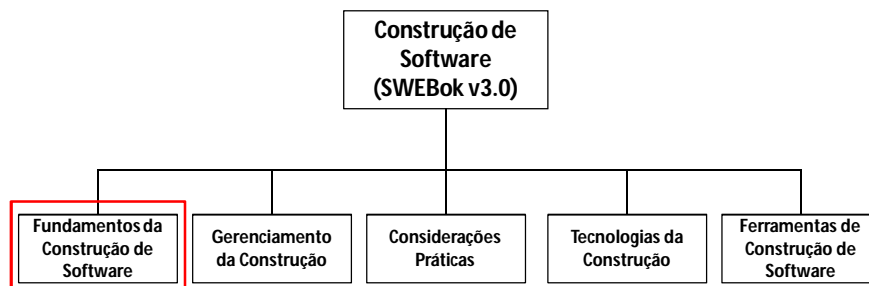 Construção de
Software
(SWEBok v3.0)
Fundamentos da
Construção de
Software
Gerenciamento
da Construção
Considerações
Práticas
Tecnologias da
Construção
Ferramentas de
Construção de
Software